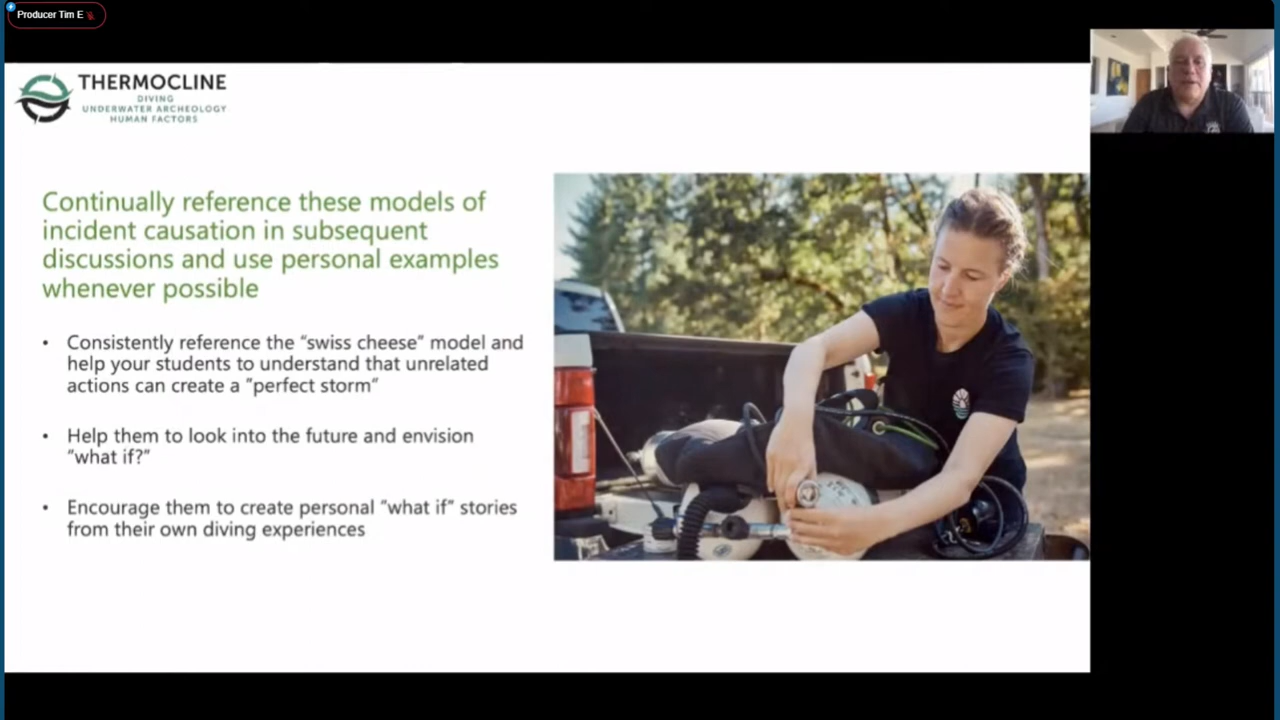 Producer Tim E
THERMOCLINE
DIVING
UNDERWATER ARCHEOLOGY
HUMAN FACTORS
Continually reference these models of
incident causation in subsequent
discussions and use personal examples
whenever possible
• Consistently reference the “swiss cheese” model and
help your students to understand that unrelated
actions can create a “perfect storm”
• Help them to look into the future and envision
“what if?”
• Encourage them to create personal “what if” stories
from their own diving experiences